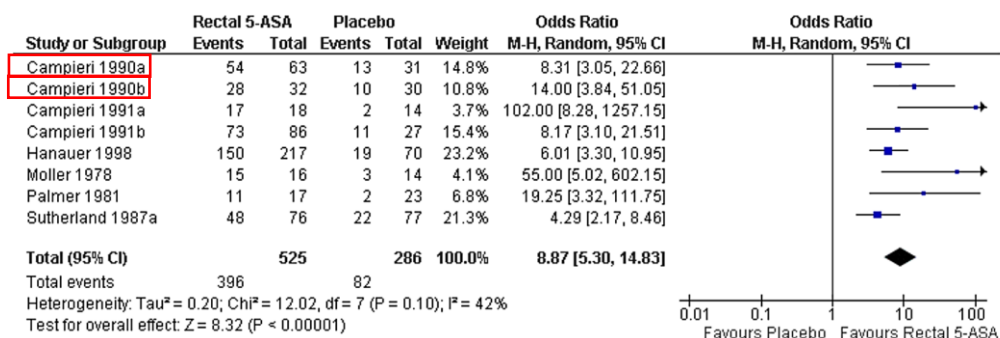 Rectal 5-ASA Placebo Odds Ratio Odds Ratio
Study or Subgroup Events Total Events Total Weight M-H, Random, 95% CI M-H, Random, 95% CI
Campieri 1990a 54 63 13 31 14.8% 8.31 [3.05, 22.66]
Campieri 1990b 28 32 10 30 10.8% 14.00 [3.84, 51.05]
Campieri 1991a 17 18 2 14 3.7% 102.00 [8.28, 1257.15]
Campieri 1991b 73 86 11 27 15.4% 8.17 [3.10, 21.51]
Hanauer 1998 150 217 19 70 23.2% 6.01 [3.30, 10.95]
Moller 1978 15 16 3 14 4.1% 55.00 [5.02, 602.15]
Palmer 1981 11 17 2 23 6.8% 19.25 [3.32, 111.75]
Sutherland 1987a 48 76 22 77 21.3% 4.29 [2.17, 8.46]
Total (95% CI) 525 286 100.0% 8.87 [5.30, 14.83]
Total events 396 82
Heterogeneity: Tau² = 0.20; Chi² = 12.02, df = 7 (P = 0.10); I² = 42%
Test for overall effect: Z = 8.32 (P < 0.00001)
0.01 0.1 1 10 100
Favours Placebo Favours Rectal 5-ASA